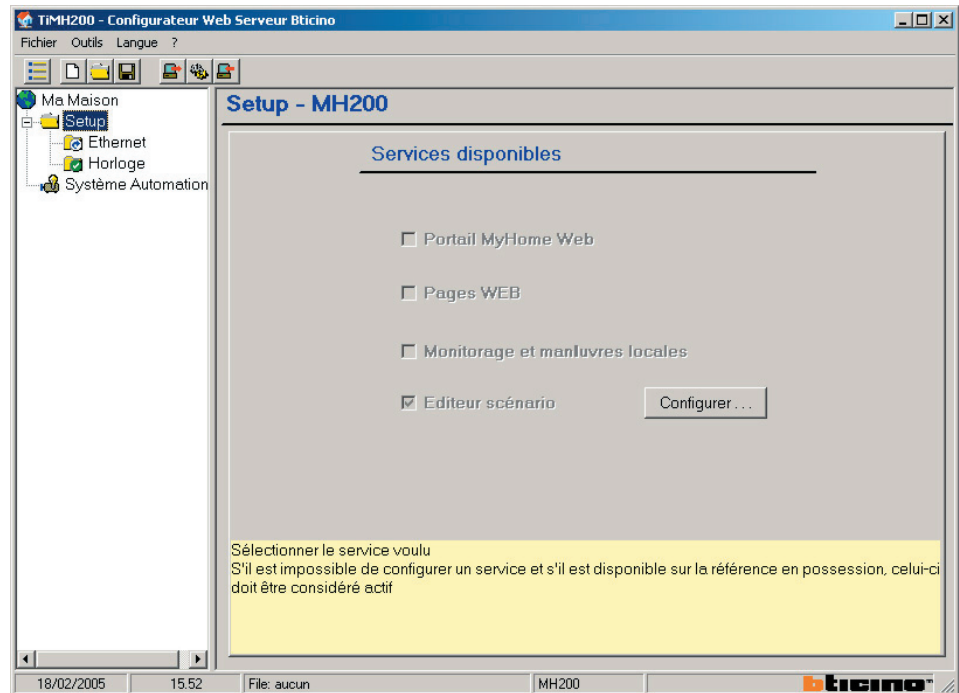 TiMH200 - Configurateur Web Serveur Bticino
Fichier Outils Langue ?
Ma Maison
Setup
Ethernet
Horloge
Système Automation
Setup - MH200
Services disponibles
Portail MyHome Web
Pages WEB
Monitorage et manIuvres locales
Editeur scénario
Configurer . . .
Sélectionner le service voulu
S'il est impossible de configurer un service et s'il est disponible sur la référence en possession, celui-ci
doit être considéré actif
18/02/2005 15.52 File: aucun MH200 bticino